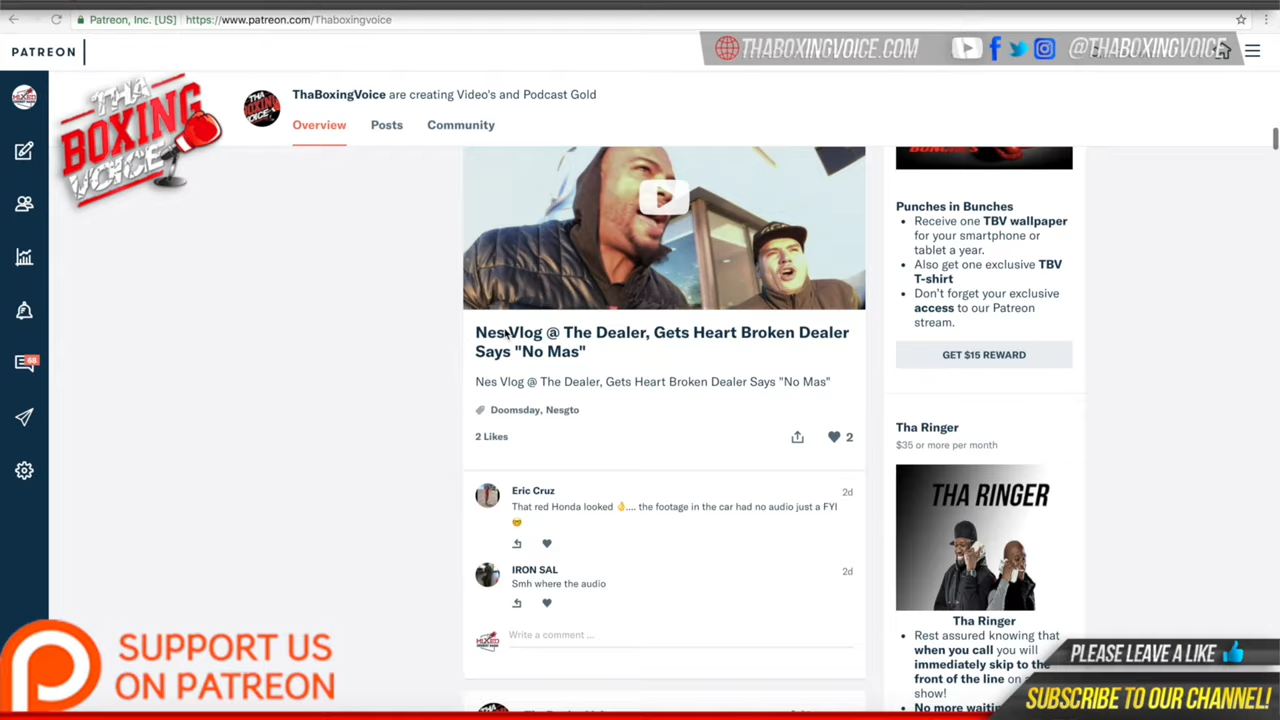 Patreon, Inc. [US]
https://www.patreon.com/Thaboxingvoice
PATREON
THABOXINGVOICE.COM
@THABOXINGVOICE
THA
BOXING
VOICE
ThaBoxingVoice are creating Video's and Podcast Gold
Overview
Posts
Community
Nes Vlog @ The Dealer, Gets Heart Broken Dealer
Says "No Mas"
Nes Vlog @ The Dealer, Gets Heart Broken Dealer Says "No Mas"
Doomsday, Nesgto
2 Likes
2
Eric Cruz
2d
That red Honda looked 👌.... the footage in the car had no audio just a FYI
🤓
IRON SAL
2d
Smh where the audio
Write a comment ...
Punches in Bunches
Receive one TBV wallpaper
for your smartphone or
tablet a year.
Also get one exclusive TBV
T-shirt
Don't forget your exclusive
access to our Patreon
stream.
GET $15 REWARD
Tha Ringer
$35 or more per month
THA RINGER
Tha Ringer
Rest assured knowing that
when you call you will
immediately skip to the
front of the line on
show!
No more
68
SUPPORT US
ON PATREON
PLEASE LEAVE A LIKE
SUBSCRIBE TO OUR CHANNEL!